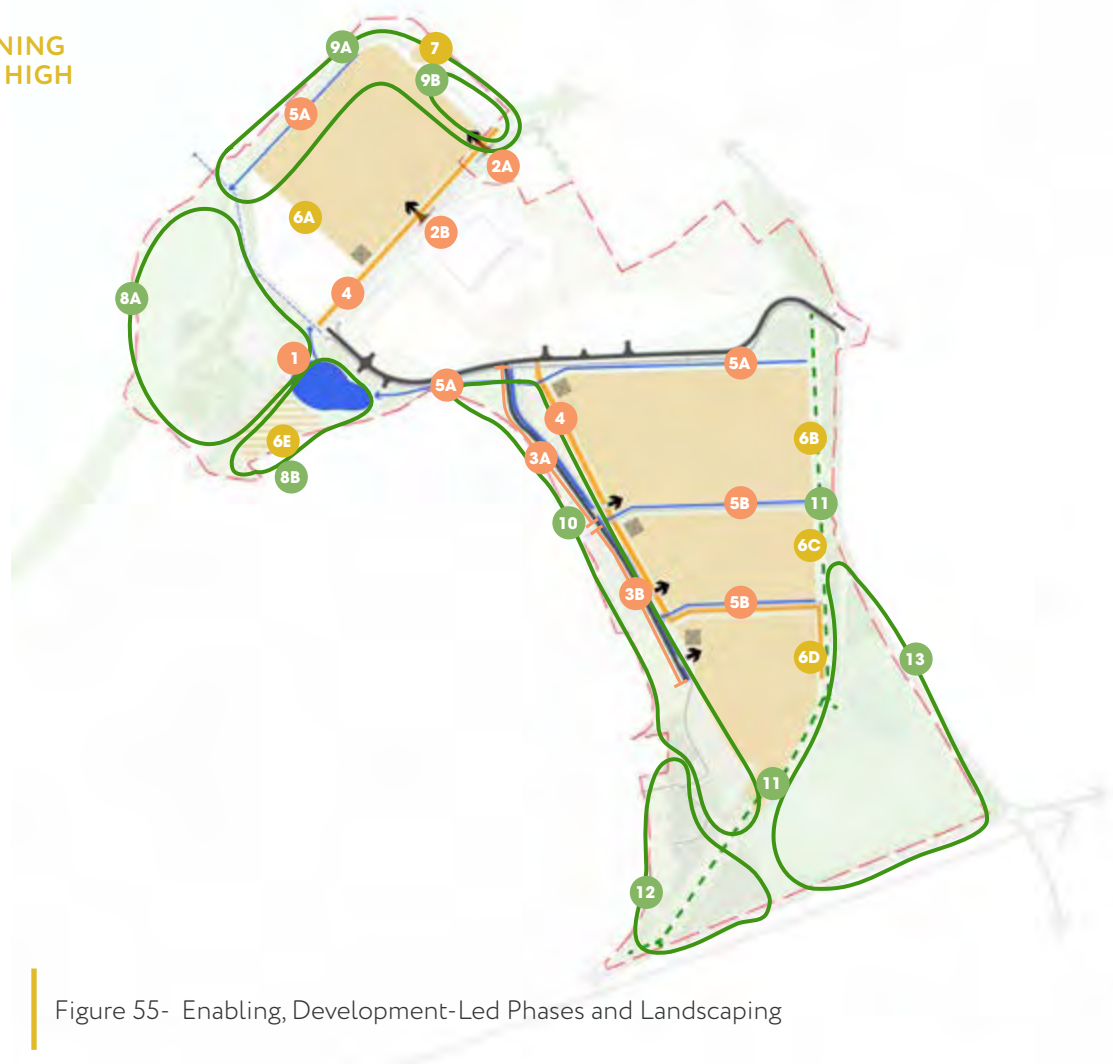 NING
HIGH
9A
7
9B
5A
2A
6A
2B
4
8A
1
5A
5A
4
6B
6E
3A
8B
5B
11
10
6C
3B
5B
6D
13
11
12
Figure 55- Enabling, Development-Led Phases and Landscaping